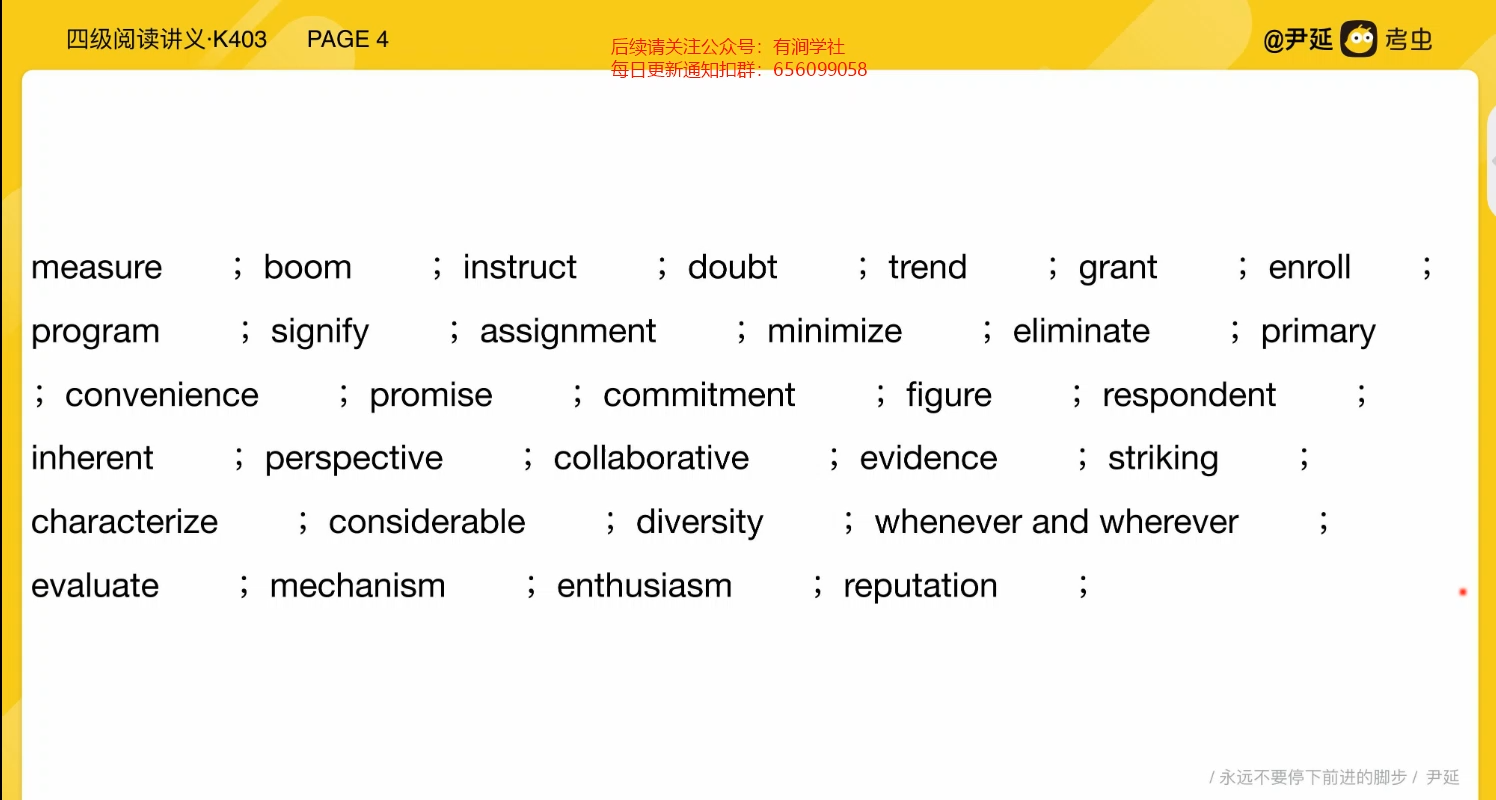 四级阅读讲义·K403 PAGE 4
后续请关注公众号：有涧学社
每日更新通知扣群：656099058
@尹延 考虫
measure ； boom ； instruct ； doubt ； trend ； grant ； enroll ；
program ； signify ； assignment ； minimize ； eliminate ； primary
； convenience ； promise ； commitment ； figure ； respondent ；
inherent ； perspective ； collaborative ； evidence ； striking ；
characterize ； considerable ； diversity ； whenever and wherever ；
evaluate ； mechanism ； enthusiasm ； reputation ；
/ 永远不要停下前进的脚步 / 尹延